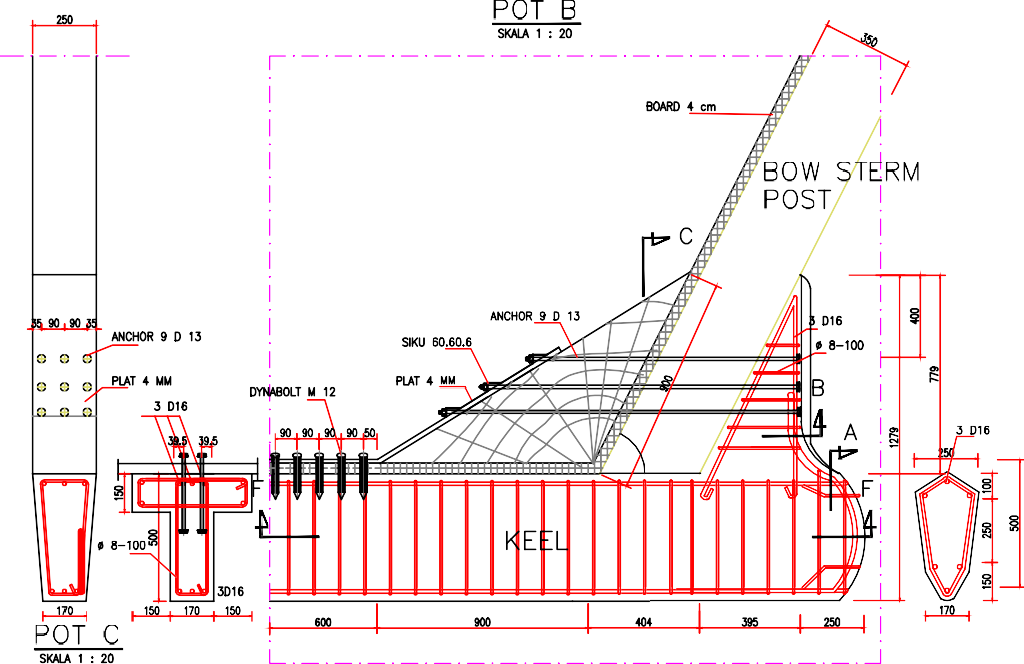 POT B
SKALA 1 : 20
250
350
BOARD 4 cm
BOW STERM
POST
C
35 90 90 35
ANCHOR 9 D 13
PLAT 4 MM
ANCHOR 9 D 13
SIKU 60.60.6
PLAT 4 MM
DYNABOLT M 12
900
3 D16
ø 8-100
400
779
1279
B
A
90 90 90 90 50
3 D16
39.5 39.5
150
500
F
F
KEEL
ø 8-100
3D16
3 D16
250
100
250
150
500
170
170
150 170 150
600 900 404 395 250
POT C
SKALA 1 : 20